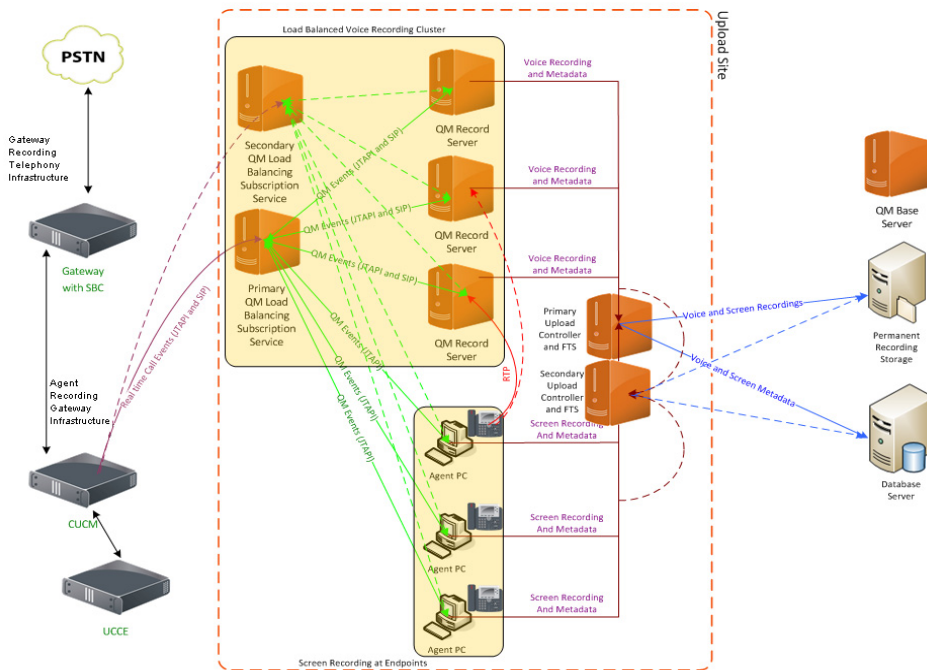 Load Balanced Voice Recording Cluster
Upload Site
PSTN
Gateway
Recording
Telephony
Infrastructure
Gateway
with SBC
Agent
Recording
Gateway
Infrastructure
CUCM
UCCE
Real time Call Events (JTAPI and SIP)
Secondary
QM Load
Balancing
Subscription
Service
Primary
QM Load
Balancing
Subscription
Service
QM Events (JTAPI and SIP)
QM Events (JTAPI and SIP)
QM Events (JTAPI and SIP)
QM Record
Server
QM Record
Server
QM Record
Server
QM Events (JTAPI)
QM Events (JTAPI)
QM Events (JTAPI)
RTP
Voice Recording
and Metadata
Voice Recording
and Metadata
Voice Recording
and Metadata
Primary
Upload
Controller
and FTS
Secondary
Upload
Controller
and FTS
Screen Recording
And Metadata
Screen Recording
And Metadata
Screen Recording
And Metadata
Agent PC
Agent PC
Agent PC
Screen Recording at Endpoints
Voice and Screen Recordings
Voice and Screen Metadata
QM Base
Server
Permanent
Recording
Storage
Database
Server